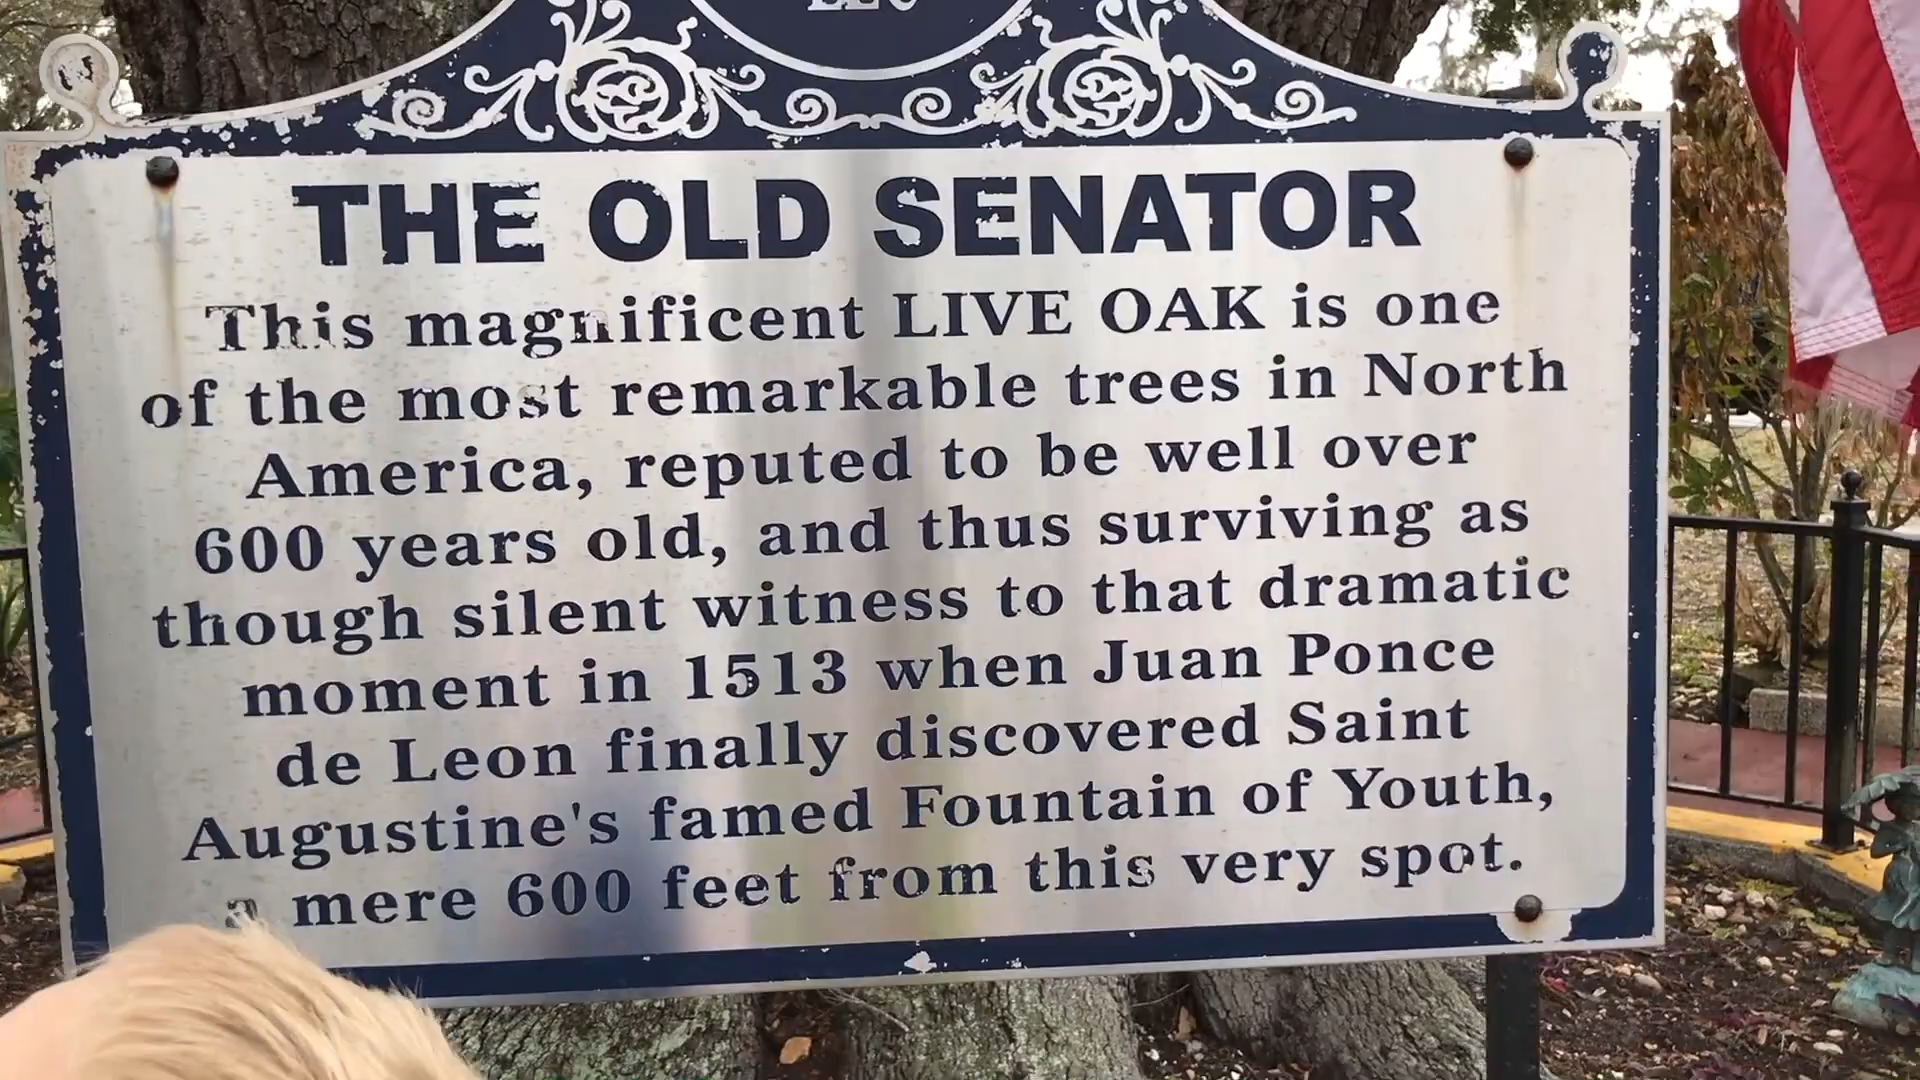 THE OLD SENATOR
This magnificent LIVE OAK is one
of the most remarkable trees in North
America, reputed to be well over
600 years old, and thus surviving as
though silent witness to that dramatic
moment in 1513 when Juan Ponce
de Leon finally discovered Saint
Augustine's famed Fountain of Youth,
a mere 600 feet from this very spot.